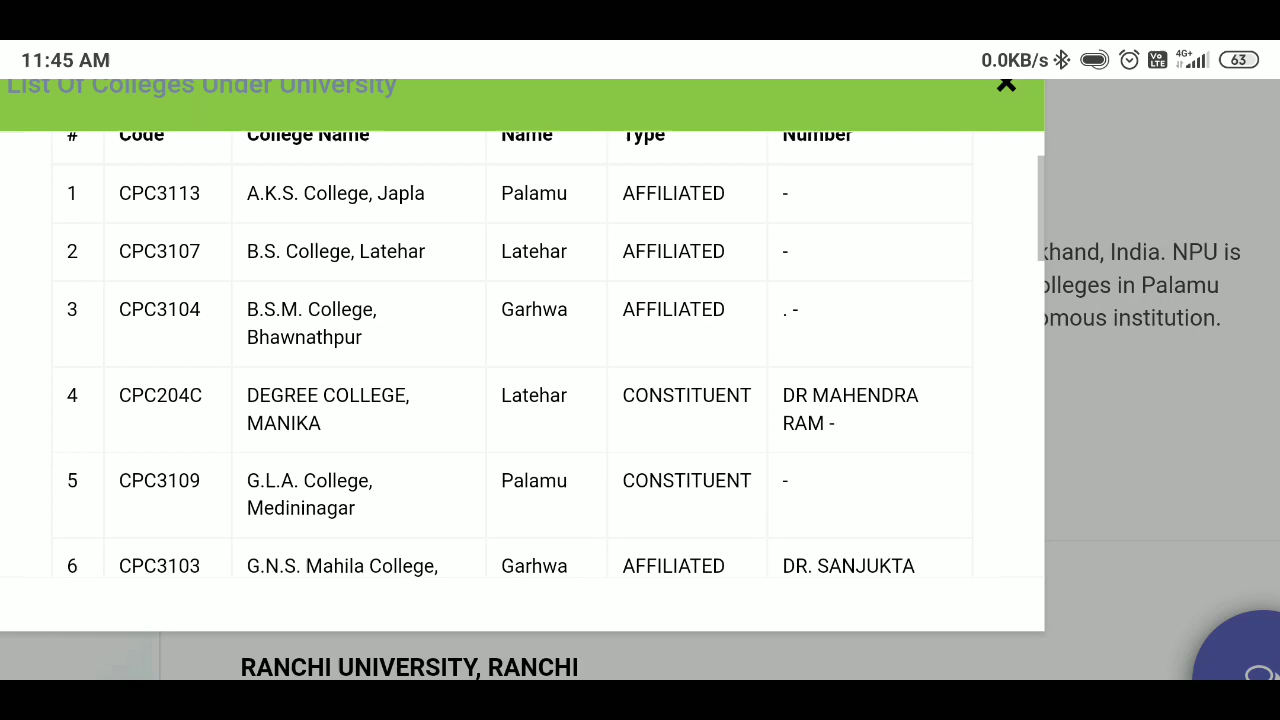 11:45 AM
0.0KB/s
Vo LTE
4G+
63
List Of Colleges Under University
# Code College Name Name Type Number
1 CPC3113 A.K.S. College, Japla Palamu AFFILIATED -
2 CPC3107 B.S. College, Latehar Latehar AFFILIATED -
3 CPC3104 B.S.M. College, Garhwa AFFILIATED . -
Bhawnathpur
4 CPC204C DEGREE COLLEGE, Latehar CONSTITUENT DR MAHENDRA
MANIKA RAM -
5 CPC3109 G.L.A. College, Palamu CONSTITUENT -
Medininagar
6 CPC3103 G.N.S. Mahila College, Garhwa AFFILIATED DR. SANJUKTA
khand, India. NPU is
olleges in Palamu
omous institution.
RANCHI UNIVERSITY, RANCHI